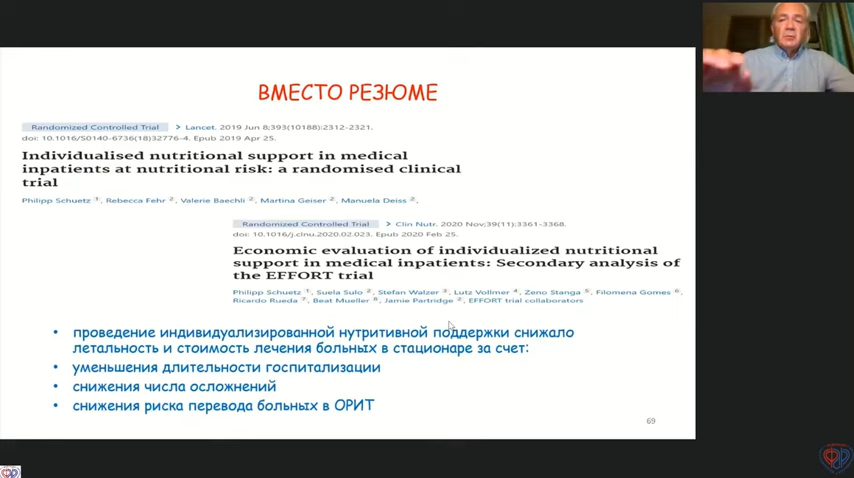 ВМЕСТО РЕЗЮМЕ
Randomized Controlled Trial > Lancet. 2019 Jun 8;393(10188):2312-2321.
doi: 10.1016/S0140-6736(18)32776-4. Epub 2019 Apr 25.
Individualised nutritional support in medical
inpatients at nutritional risk: a randomised clinical
trial
Philipp Schuetz 1, Rebecca Fehr 2, Valerie Baechli 2, Martina Geiser 2, Manuela Deiss 2,
Randomized Controlled Trial > Clin Nutr. 2020 Nov;39(11):3361-3368.
doi: 10.1016/j.clnu.2020.02.023. Epub 2020 Feb 25.
Economic evaluation of individualized nutritional
support in medical inpatients: Secondary analysis of
the EFFORT trial
Philipp Schuetz 1, Suela Sulo 2, Stefan Walzer 3, Lutz Vollmer 4, Zeno Stanga 5, Filomena Gomes 6,
Ricardo Rueda 7, Beat Mueller 8, Jamie Partridge 2, EFFORT trial collaborators
• проведение индивидуализированной нутритивной поддержки снижало
летальность и стоимость лечения больных в стационаре за счет:
• уменьшения длительности госпитализации
• снижения числа осложнений
• снижения риска перевода больных в ОРИТ
69